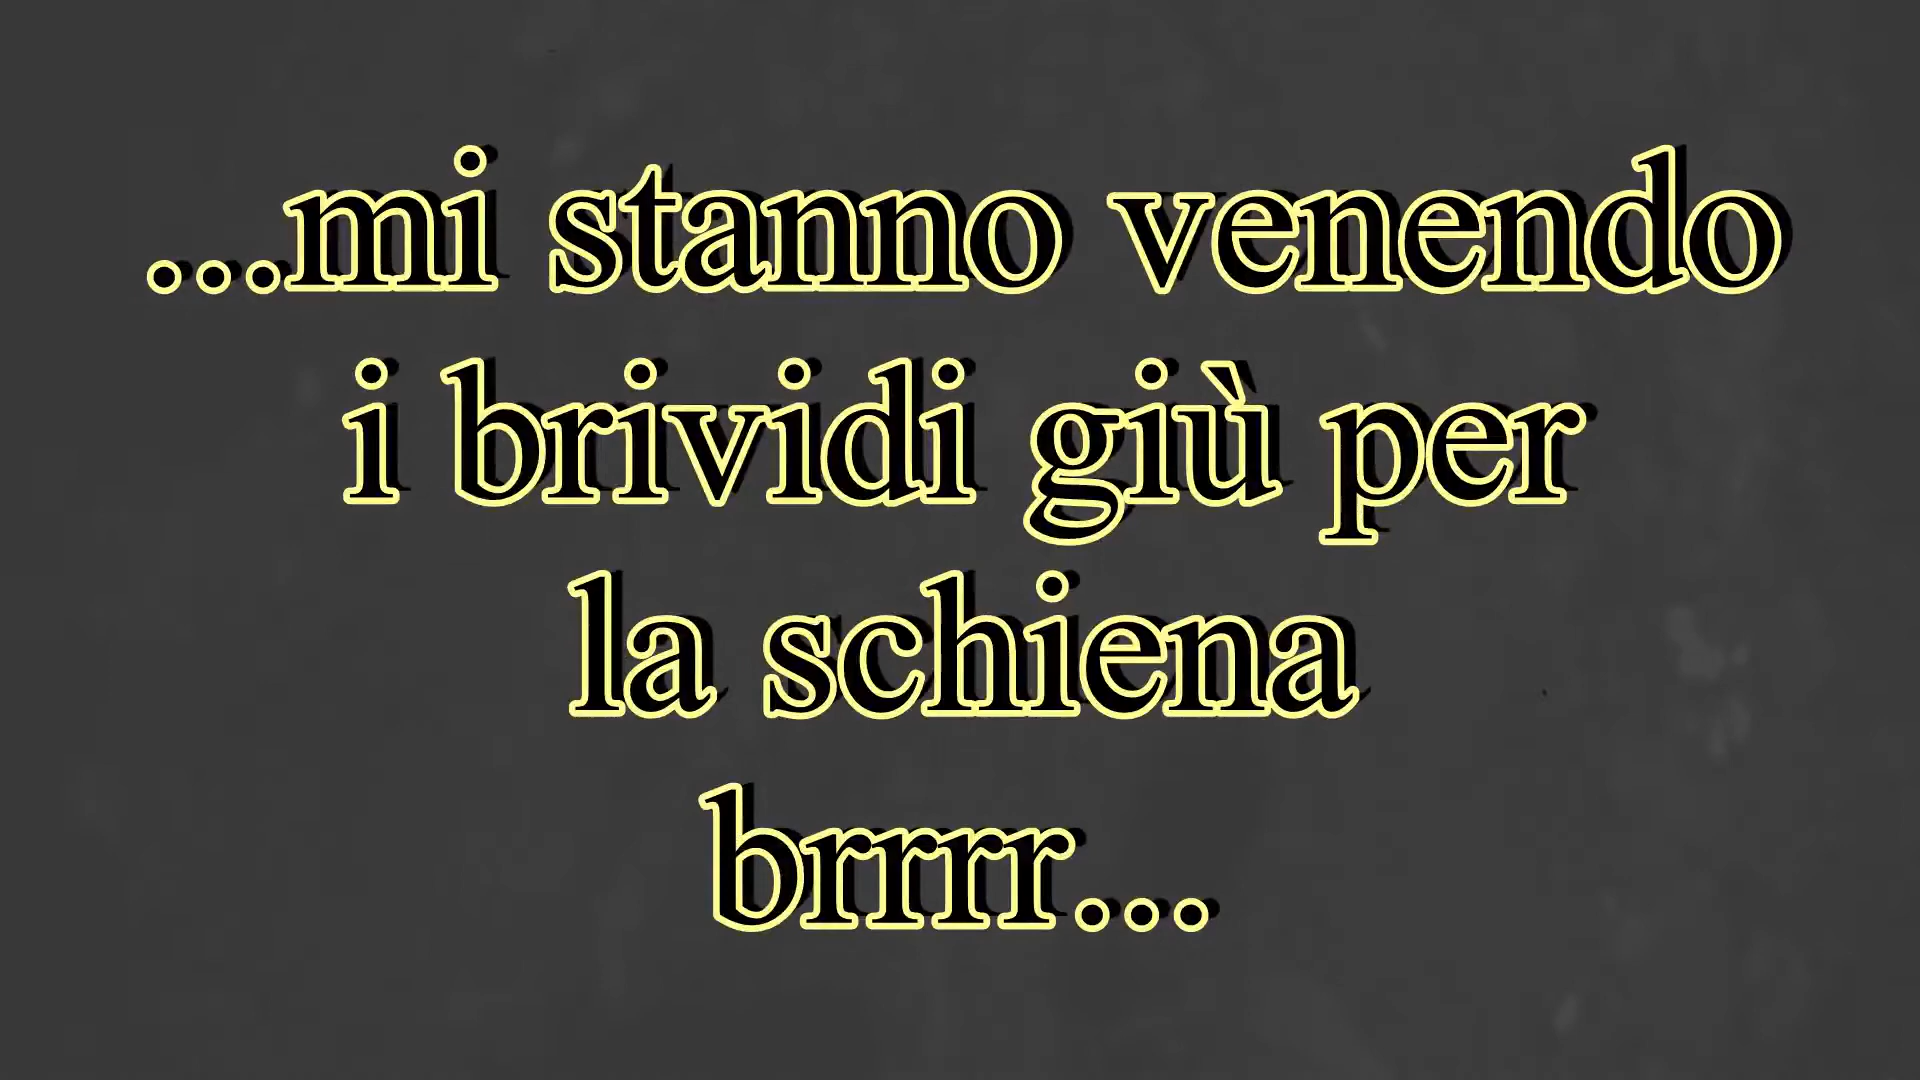 ...mi stanno venendo
i brividi giù per
la schiena
brrrr...